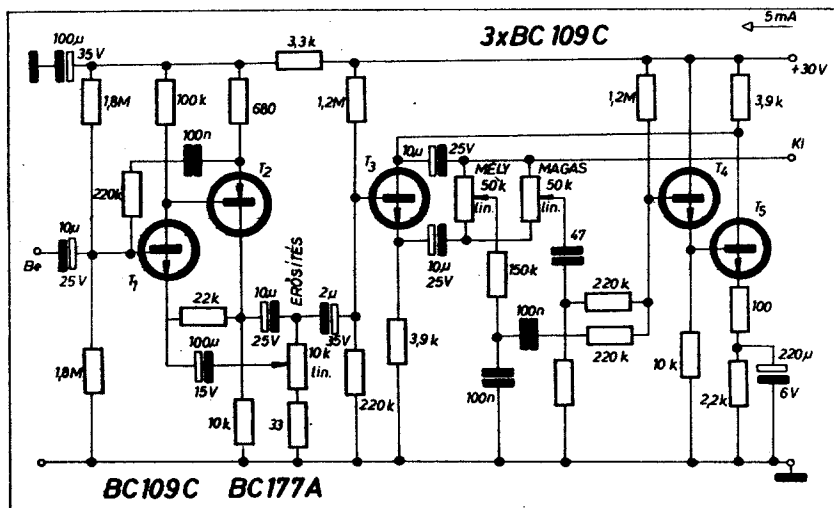 5mA
3xBC109C
+30V
100µ
35V
3,3k
1,8M
100k
680
1,2M
1,2M
3,9k
100n
T2
T3
10µ
25V
MÉLY
50k
lin.
MAGAS
50k
lin.
KI
T4
T5
220k
10µ
25V
Be
T1
10µ
25V
47
150k
100n
220k
220k
100
220µ
6V
22k
10µ
25V
ERŐSÍTÉS
2µ
35V
100µ
15V
10k
lin.
3,9k
1,8M
10k
33
220k
100n
10k
2,2k
BC109C
BC177A